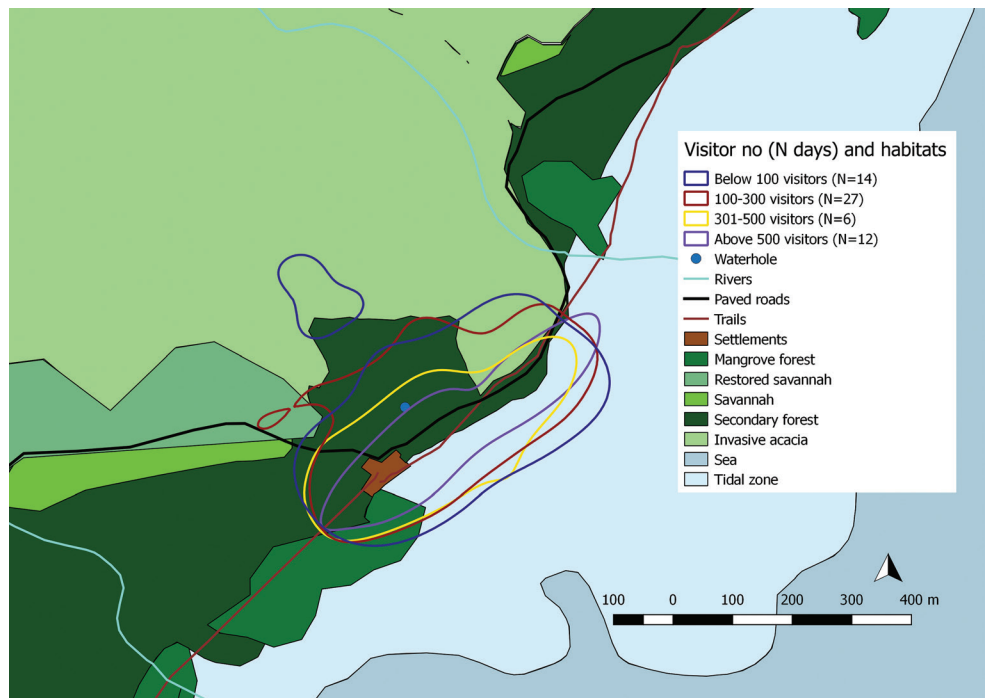 Visitor no (N days) and habitats
Below 100 visitors (N=14)
100-300 visitors (N=27)
301-500 visitors (N=6)
Above 500 visitors (N=12)
Waterhole
Rivers
Paved roads
Trails
Settlements
Mangrove forest
Restored savannah
Savannah
Secondary forest
Invasive acacia
Sea
Tidal zone
100 0 100 200 300 400 m